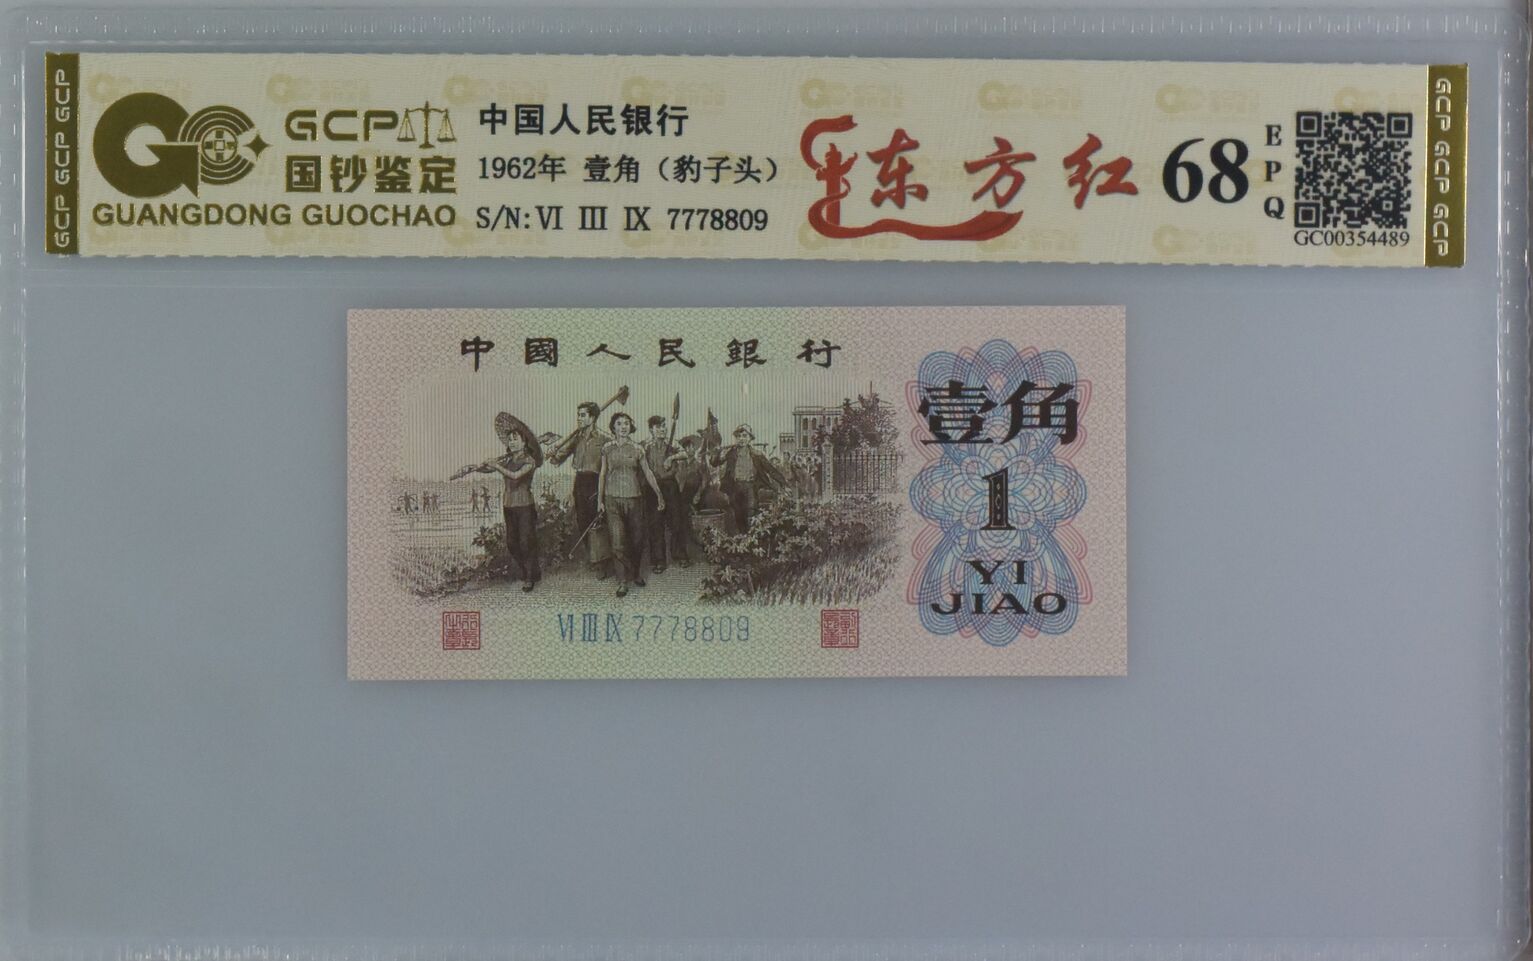 GCP GCP GCP
GCP
国钞鉴定
GUANGDONG GUOCHAO
中国人民银行
1962年 壹角（豹子头）
S/N: VI III IX 7778809
东方红
68
EPQ
GC00354489
GCP GCP GCP
中國人民銀行
壹角
1
YI
JIAO
VI III IX 7778809